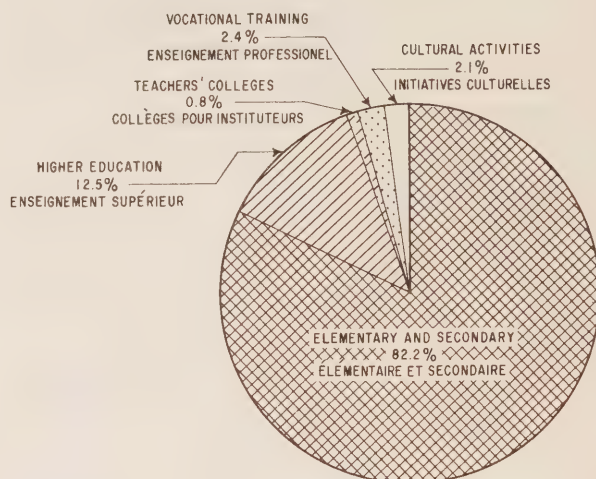 VOCATIONAL TRAINING
2.4%
ENSEIGNEMENT PROFESSIONEL
CULTURAL ACTIVITIES
2.1%
INITIATIVES CULTURELLES
TEACHERS' COLLEGES
0.8%
COLLÈGES POUR INSTITUTEURS
HIGHER EDUCATION
12.5%
ENSEIGNEMENT SUPÉRIEUR
ELEMENTARY AND SECONDARY
82.2%
ÉLÉMENTAIRE ET SECONDAIRE